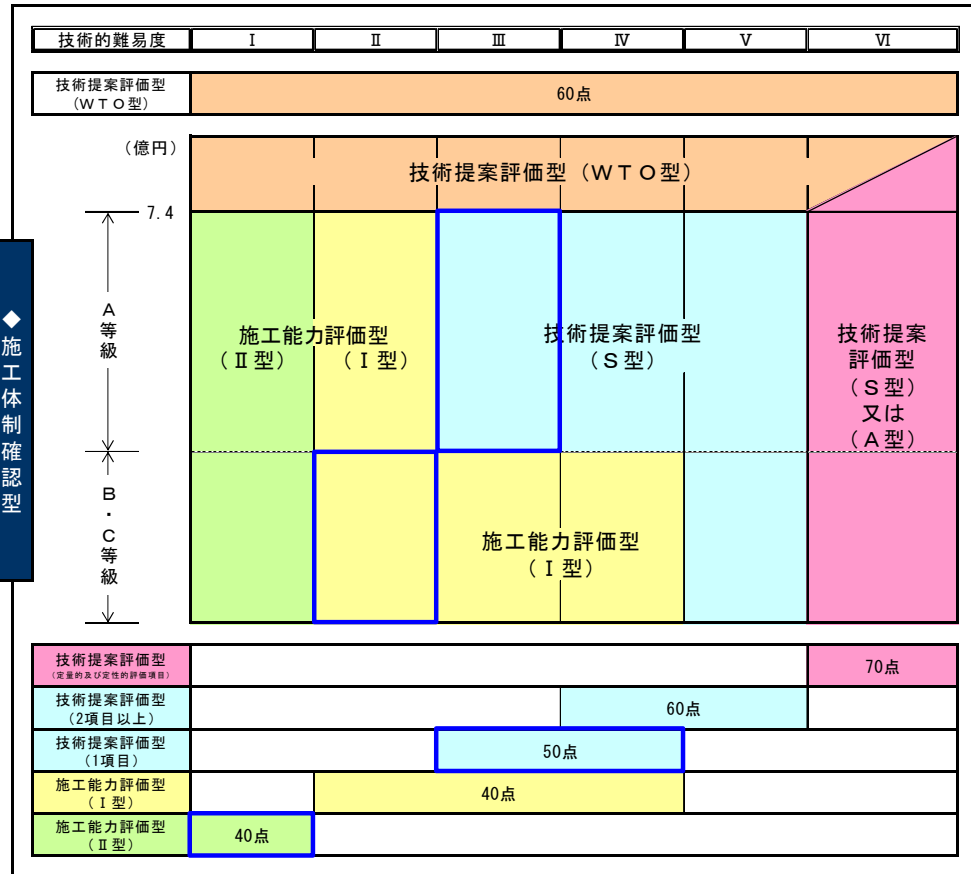 技術的難易度 Ⅰ Ⅱ Ⅲ Ⅳ Ⅴ Ⅵ
技術提案評価型
(WTO型)
60点
(億円)
技術提案評価型(WTO型)
7.4
◆施工体制確認型
A等級
施工能力評価型
(Ⅱ型) (Ⅰ型)
技術提案評価型
(S型)
技術提案
評価型
(S型)
又は
(A型)
B・C等級
施工能力評価型
(Ⅰ型)
技術提案評価型
(定量的及び定性的評価項目)
70点
技術提案評価型
(2項目以上)
60点
技術提案評価型
(1項目)
50点
施工能力評価型
(Ⅰ型)
40点
施工能力評価型
(Ⅱ型)
40点